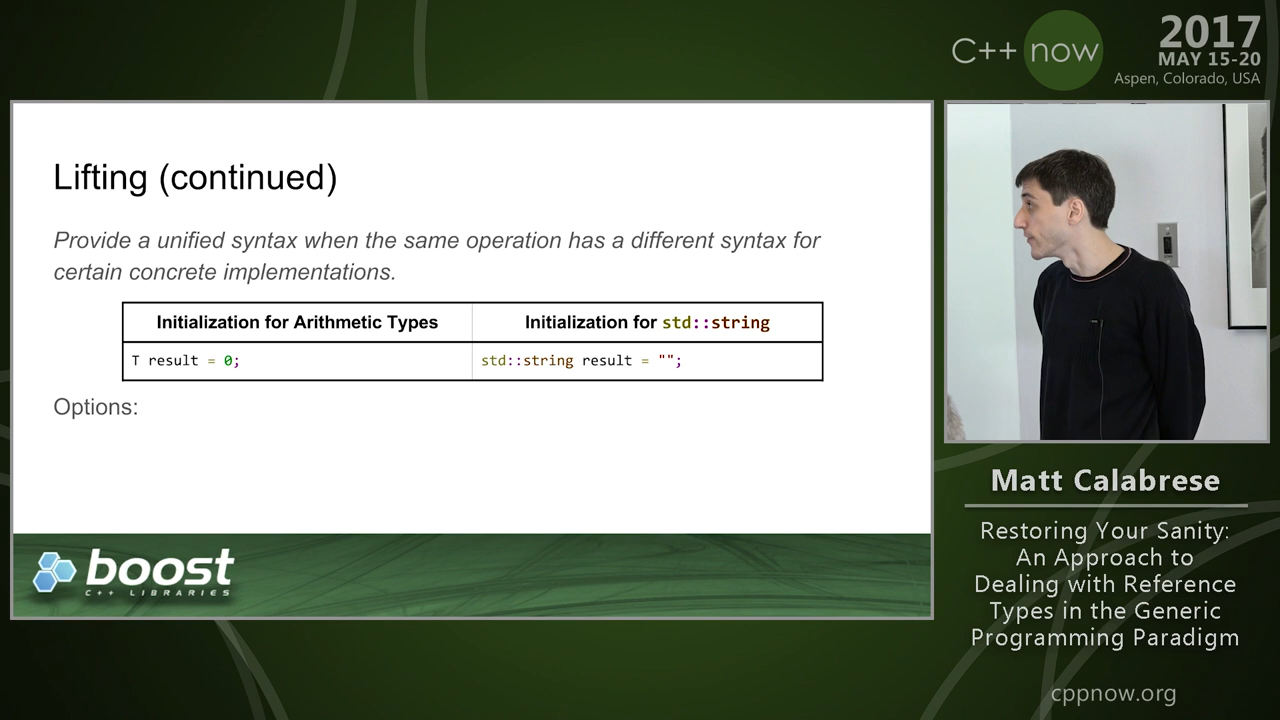 C++ now
2017
MAY 15-20
Aspen, Colorado, USA
Lifting (continued)
Provide a unified syntax when the same operation has a different syntax for
certain concrete implementations.
Initialization for Arithmetic Types
Initialization for std::string
T result = 0;
std::string result = "";
Options:
boost
C++ LIBRARIES
Matt Calabrese
Restoring Your Sanity:
An Approach to
Dealing with Reference
Types in the Generic
Programming Paradigm
cppnow.org